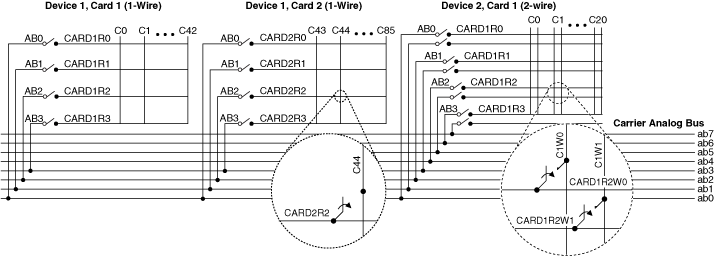 Device 1, Card 1 (1-Wire)
Device 1, Card 2 (1-Wire)
Device 2, Card 1 (2-wire)
C0 C1 C42
C43 C44 C85
C0 C1 C20
AB0 CARD1R0
AB1 CARD1R1
AB2 CARD1R2
AB3 CARD1R3
AB0 CARD2R0
AB1 CARD2R1
AB2 CARD2R2
AB3 CARD2R3
AB0 CARD1R0
AB1 CARD1R1
AB2 CARD1R2
AB3 CARD1R3
C44
CARD2R2
C1W0
C1W1
CARD1R2W0
CARD1R2W1
Carrier Analog Bus
ab7
ab6
ab5
ab4
ab3
ab2
ab1
ab0